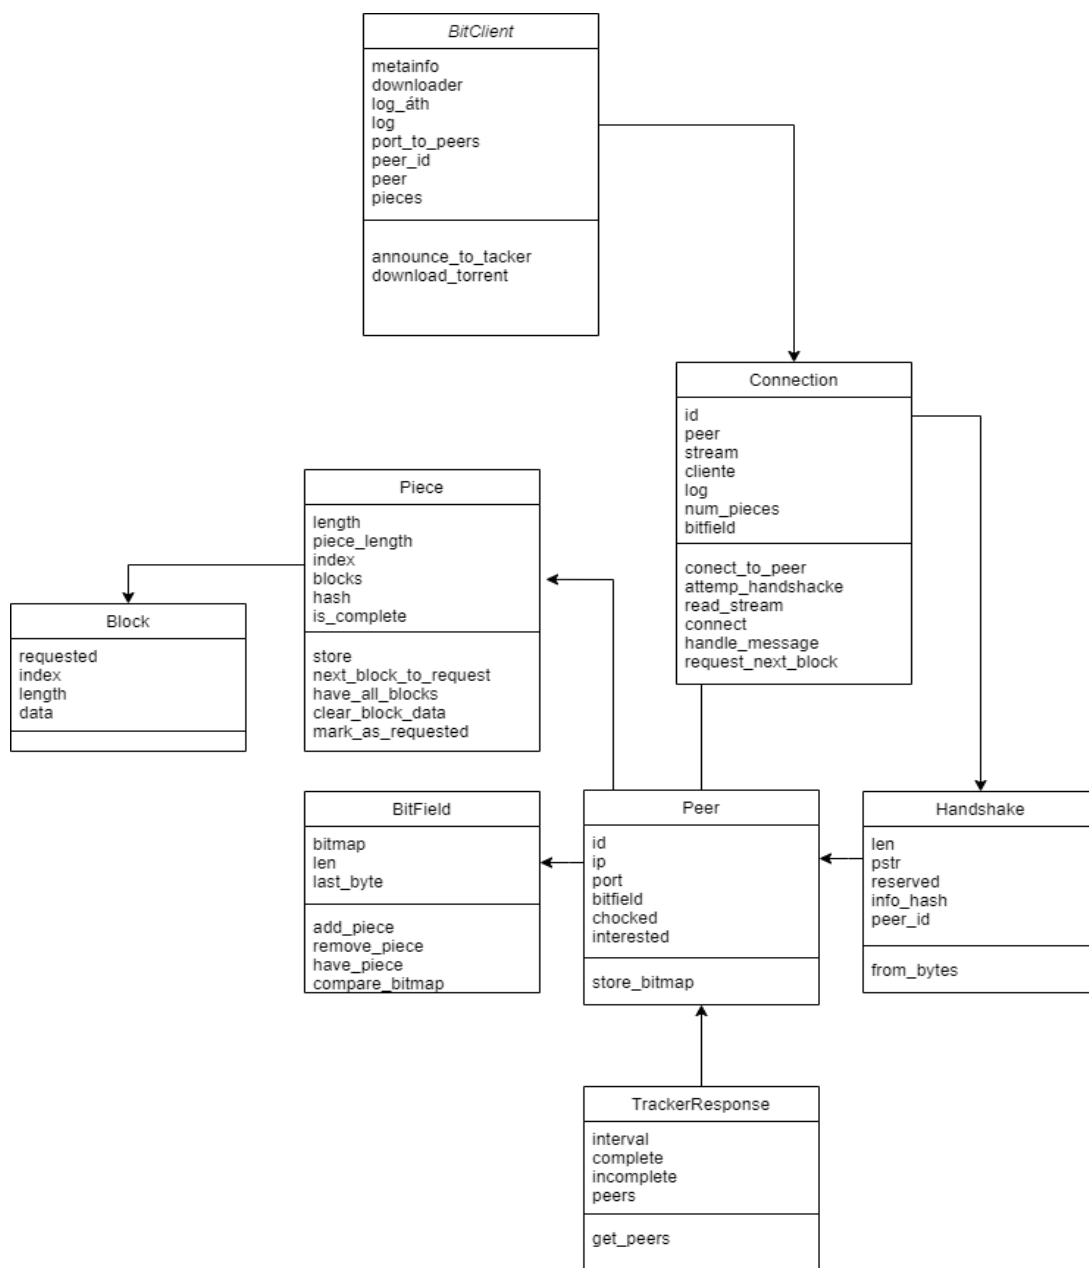 BitClient
metainfo
downloader
log_áth
log
port_to_peers
peer_id
peer
pieces
announce_to_tacker
download_torrent
Connection
id
peer
stream
cliente
log
num_pieces
bitfield
conect_to_peer
attemp_handshacke
read_stream
connect
handle_message
request_next_block
Piece
length
piece_length
index
blocks
hash
is_complete
store
next_block_to_request
have_all_blocks
clear_block_data
mark_as_requested
Block
requested
index
length
data
BitField
bitmap
len
last_byte
add_piece
remove_piece
have_piece
compare_bitmap
Peer
id
ip
port
bitfield
chocked
interested
store_bitmap
Handshake
len
pstr
reserved
info_hash
peer_id
from_bytes
TrackerResponse
interval
complete
incomplete
peers
get_peers